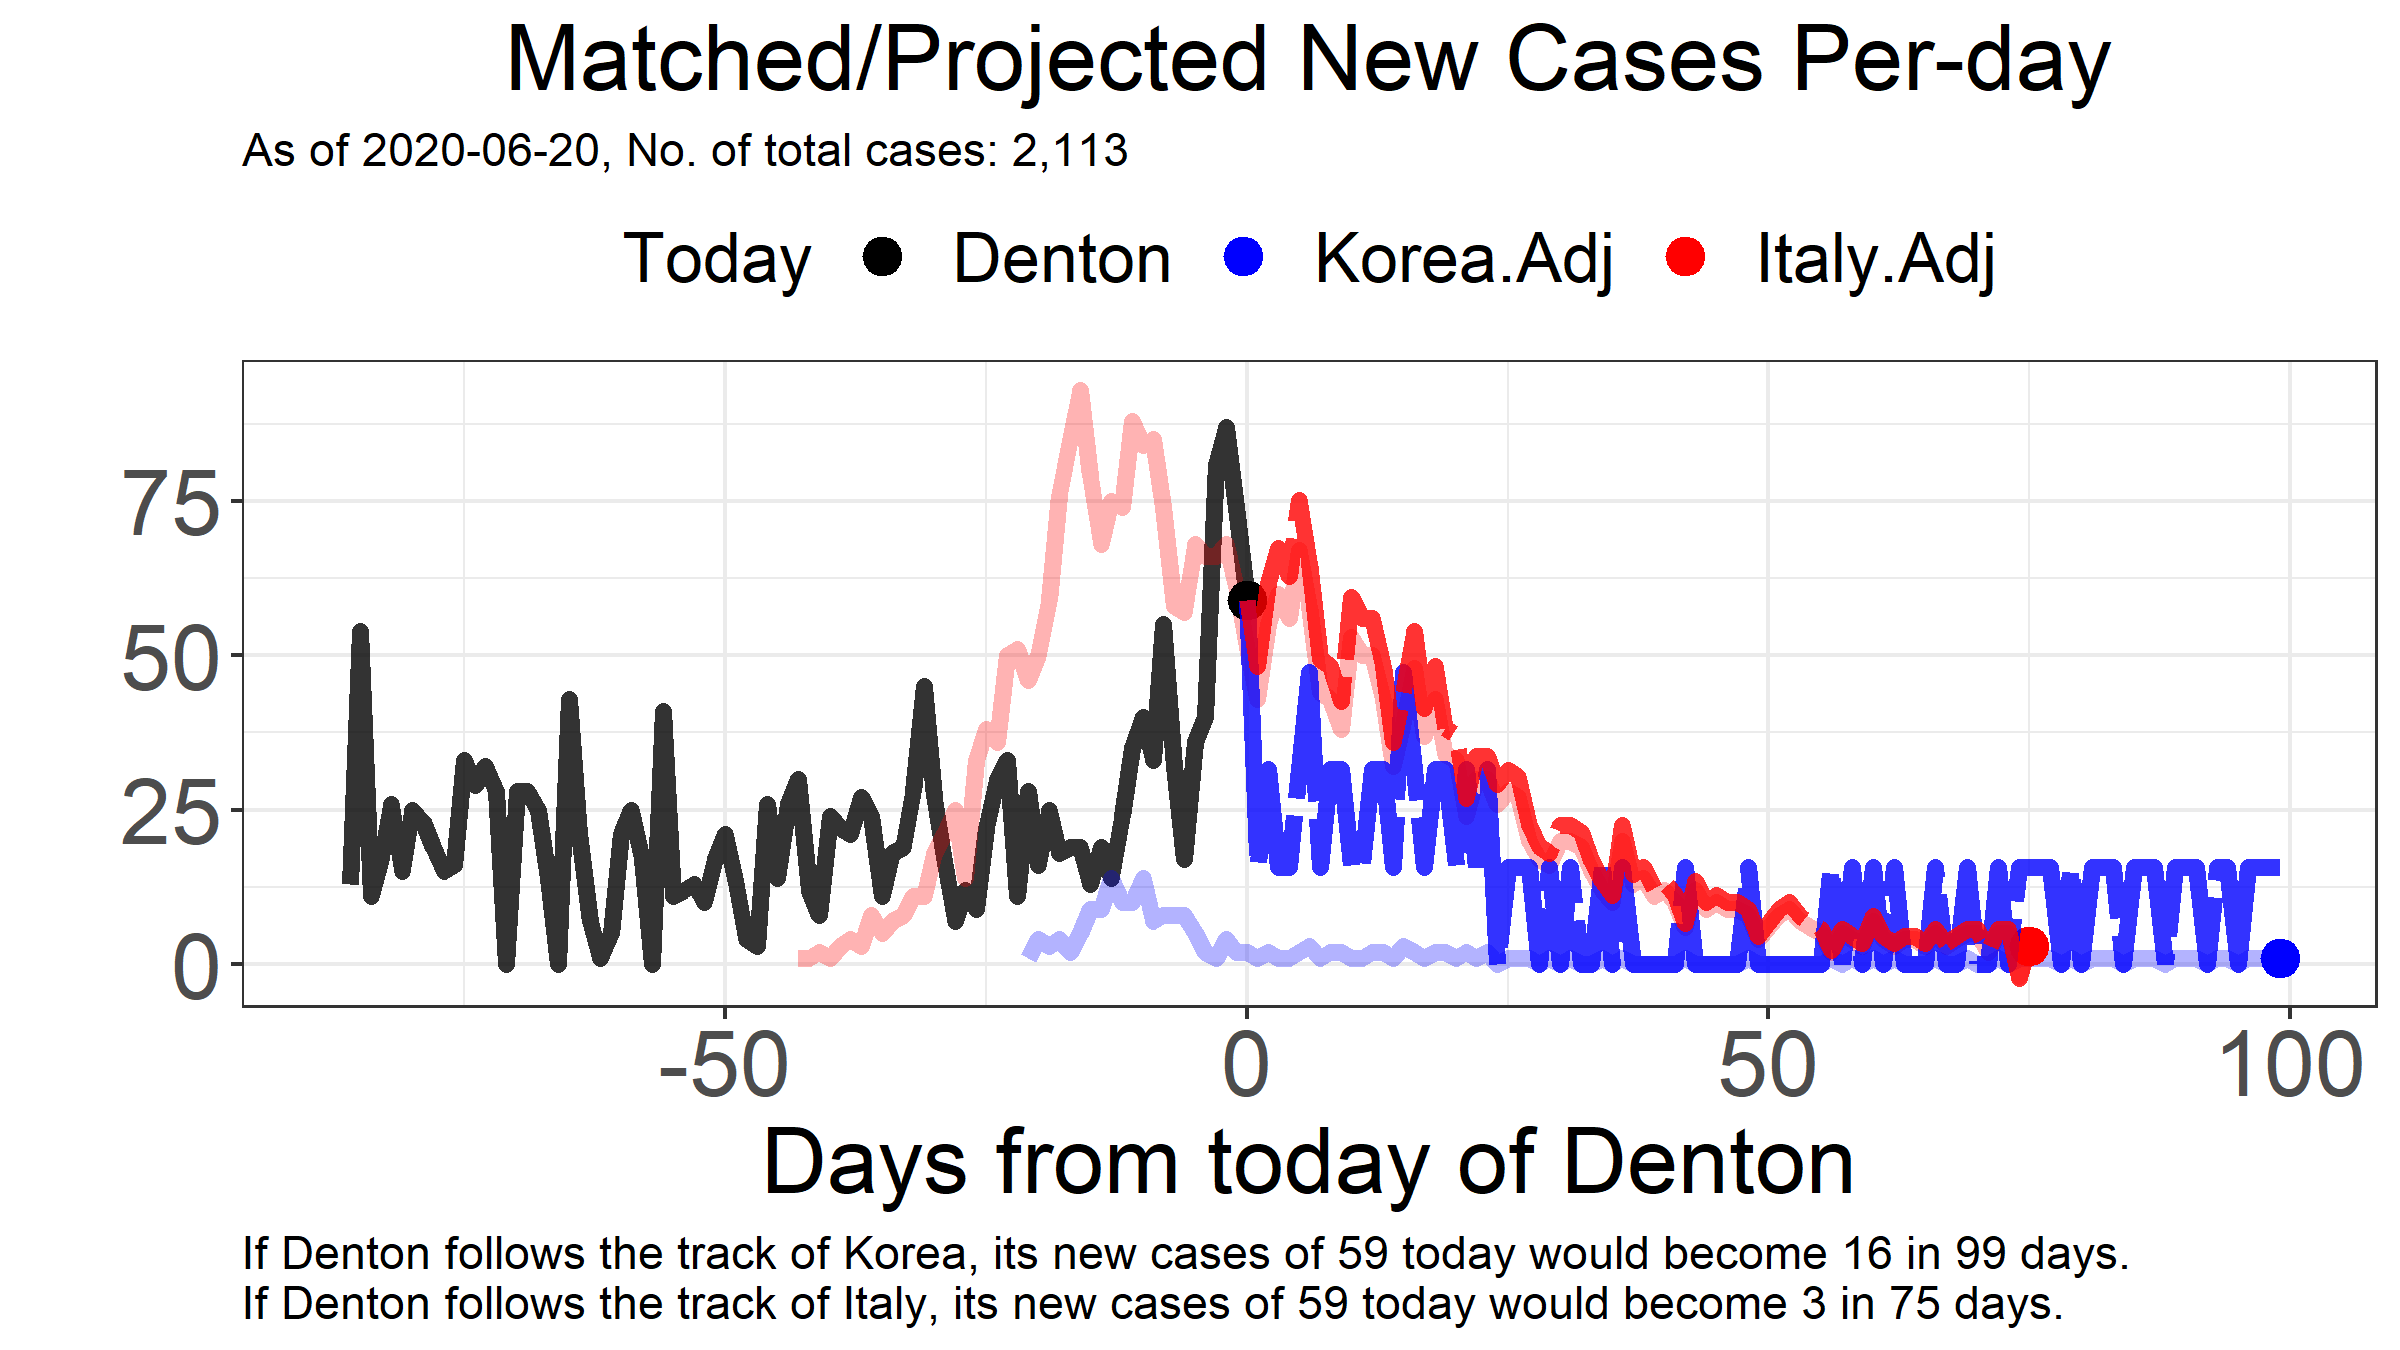 Matched/Projected New Cases Per-day
As of 2020-06-20, No. of total cases: 2,113
Today Denton Korea.Adj Italy.Adj
75
50
25
0
-50 0 50 100
Days from today of Denton
If Denton follows the track of Korea, its new cases of 59 today would become 16 in 99 days.
If Denton follows the track of Italy, its new cases of 59 today would become 3 in 75 days.